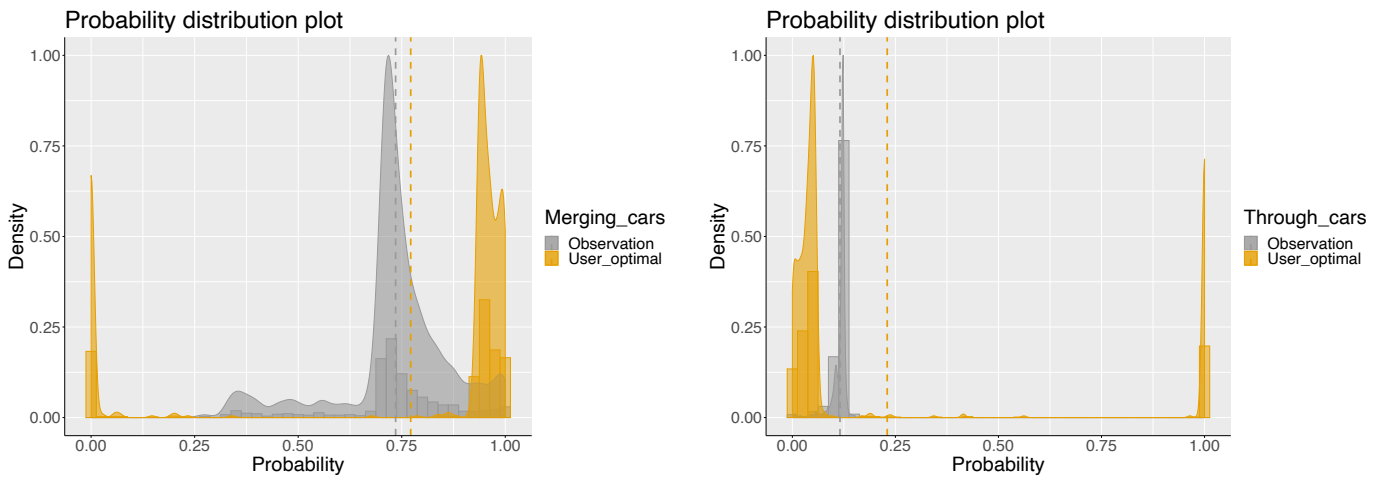 Probability distribution plot
1.00
0.75
0.50
0.25
0.00
Density
0.00 0.25 0.50 0.75 1.00
Probability
Merging_cars
Observation
User_optimal
Probability distribution plot
1.00
0.75
0.50
0.25
0.00
Density
0.00 0.25 0.50 0.75 1.00
Probability
Through_cars
Observation
User_optimal